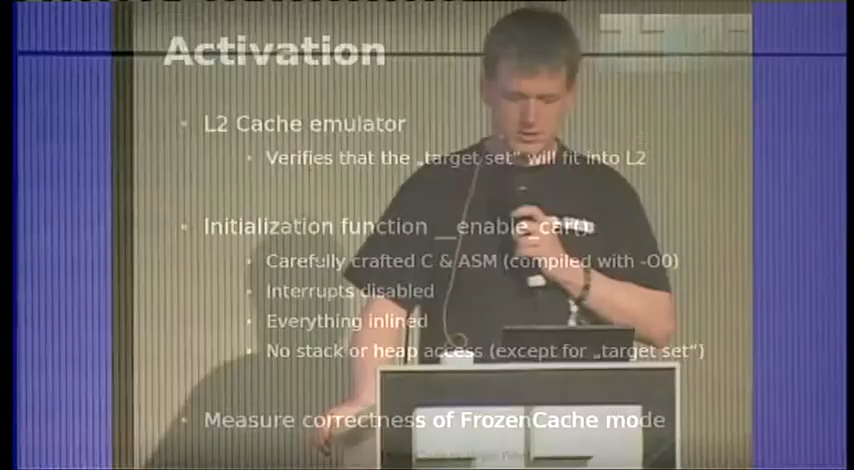 Activation
L2 Cache emulator
Verifies that the „target set“ will fit into L2
Initialization function __enable_car()
Carefully crafted C & ASM (compiled with -O0)
Interrupts disabled
Everything inlined
No stack or heap access (except for „target set“)
Measure correctness of FrozenCache mode